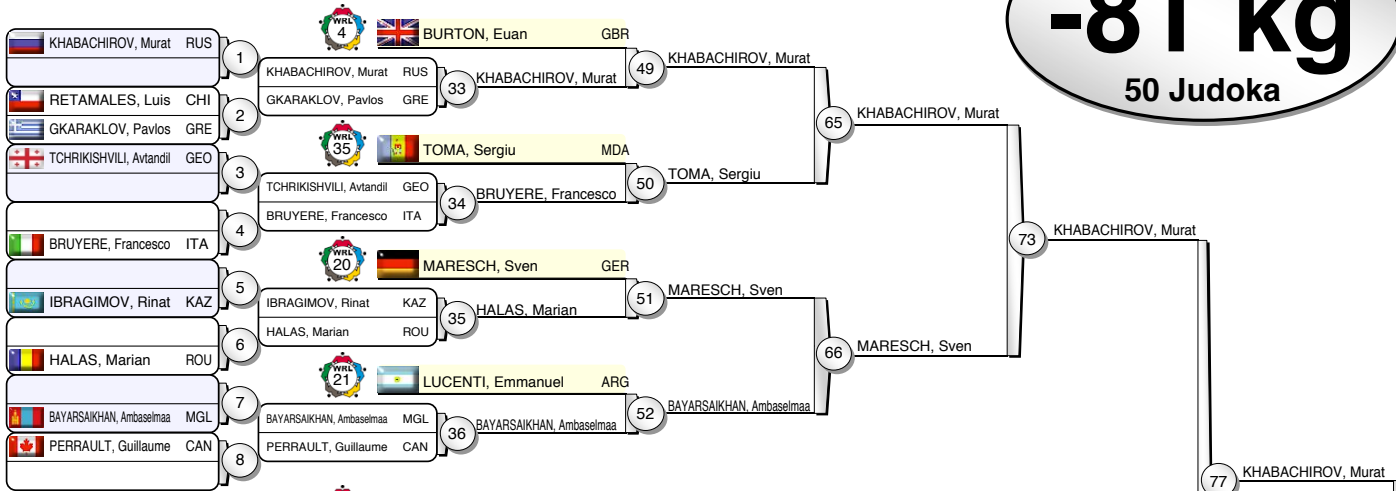 -81 kg
50 Judoka
KHABACHIROV, Murat RUS
1
RETAMALES, Luis CHI
GKARAKLOV, Pavlos GRE
2
TCHRIKISHVILI, Avtandil GEO
3
BRUYERE, Francesco ITA
4
IBRAGIMOV, Rinat KAZ
5
HALAS, Marian ROU
6
BAYARSAIKHAN, Ambaselmaa MGL
7
PERRAULT, Guillaume CAN
8
WRL 4
BURTON, Euan GBR
KHABACHIROV, Murat RUS
GKARAKLOV, Pavlos GRE
33
KHABACHIROV, Murat
49
WRL 35
TOMA, Sergiu MDA
TCHRIKISHVILI, Avtandil GEO
BRUYERE, Francesco ITA
34
BRUYERE, Francesco
50
WRL 20
MARESCH, Sven GER
IBRAGIMOV, Rinat KAZ
HALAS, Marian ROU
35
HALAS, Marian
51
WRL 21
LUCENTI, Emmanuel ARG
BAYARSAIKHAN, Ambaselmaa MGL
PERRAULT, Guillaume CAN
36
BAYARSAIKHAN, Ambaselmaa
52
KHABACHIROV, Murat
TOMA, Sergiu
65
MARESCH, Sven
BAYARSAIKHAN, Ambaselmaa
66
KHABACHIROV, Murat
MARESCH, Sven
73
KHABACHIROV, Murat
77
KHABACHIROV, Murat